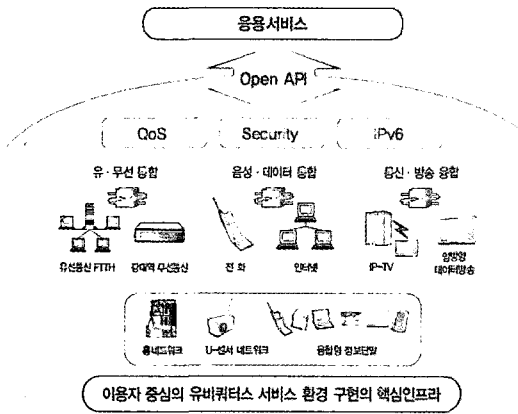 응용서비스
Open API
QoS Security IPv6
유·무선 통합 음성·데이터 통합 통신·방송 융합
유선통신 FTTH 광대역 무선통신 전화 인터넷 IP-TV 양방향 데이터방송
홈네트워크 U-센서 네트워크 융합형 정보단말
이용자 중심의 유비쿼터스 서비스 환경 구현의 핵심인프라